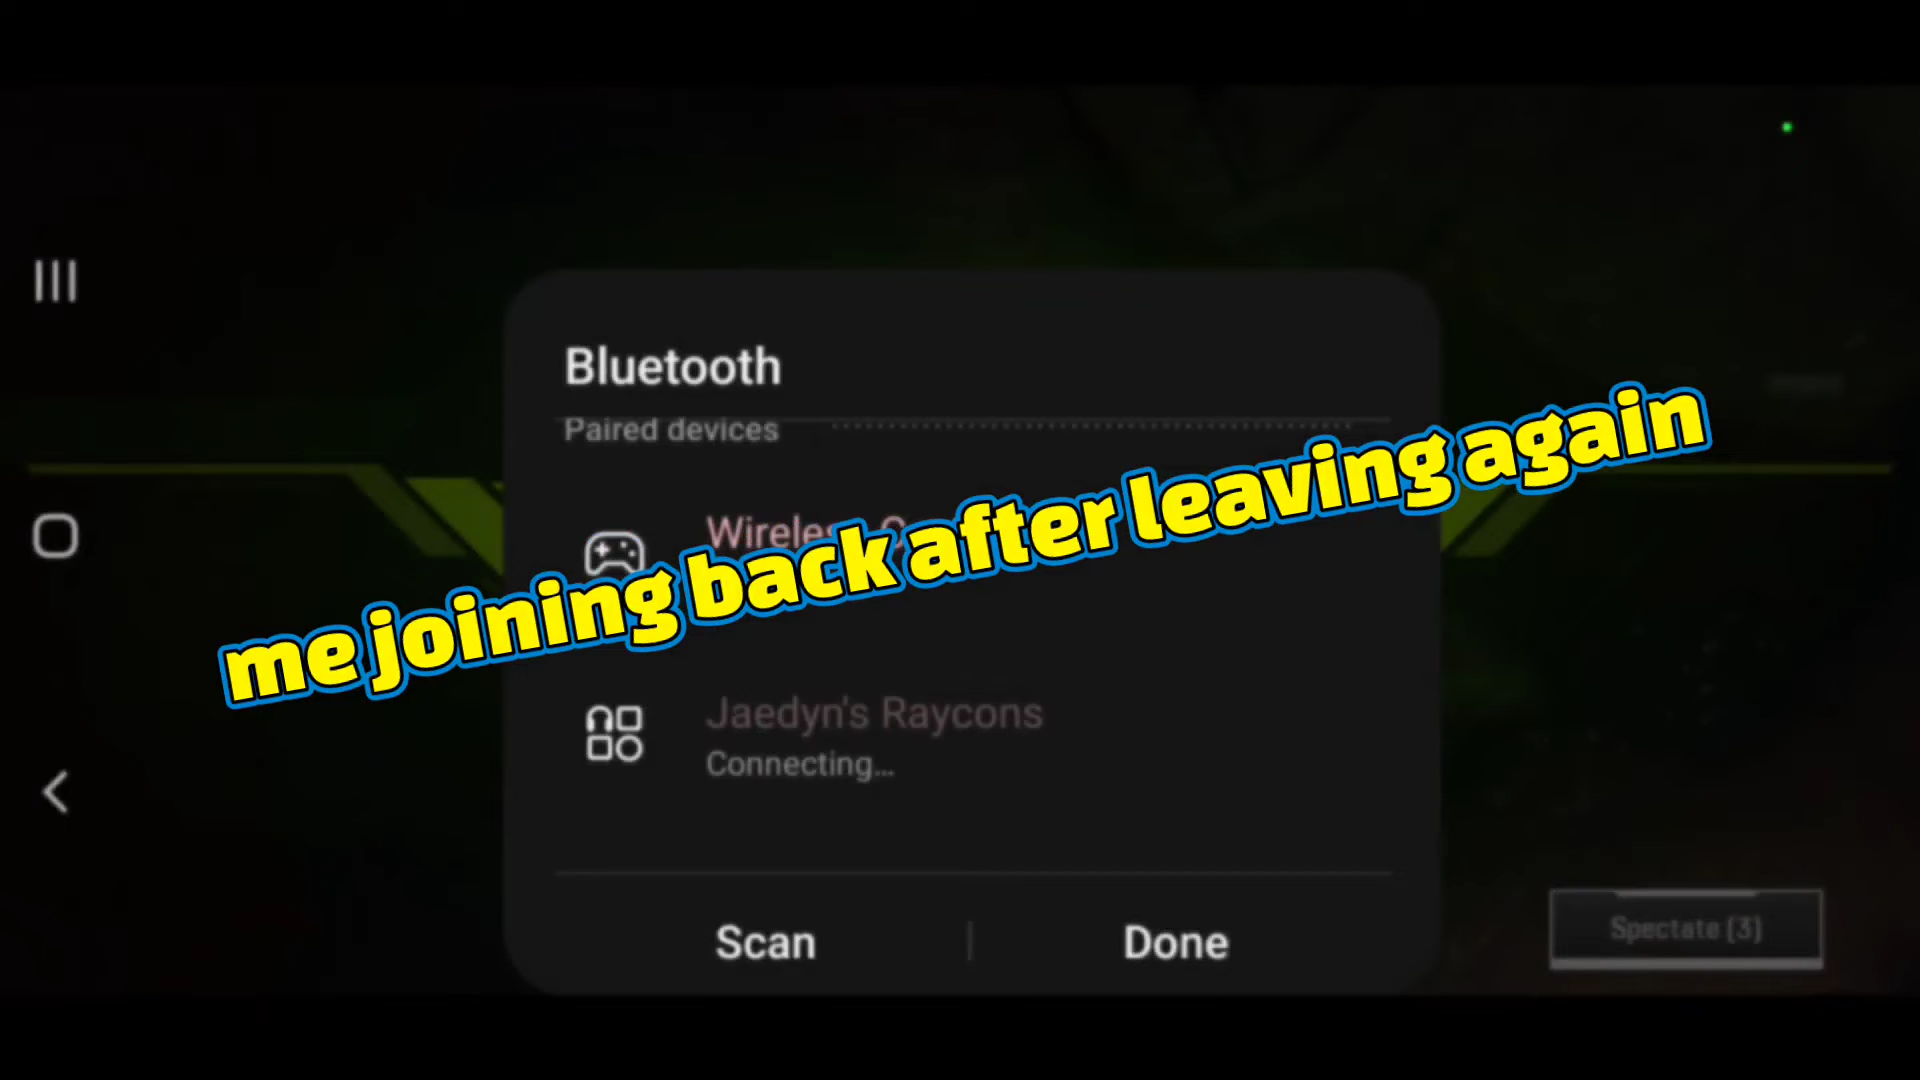 Bluetooth
Paired devices
me joining back after leaving again
Jaedyn's Raycons
Connecting...
Scan
Done
Spectate (3)